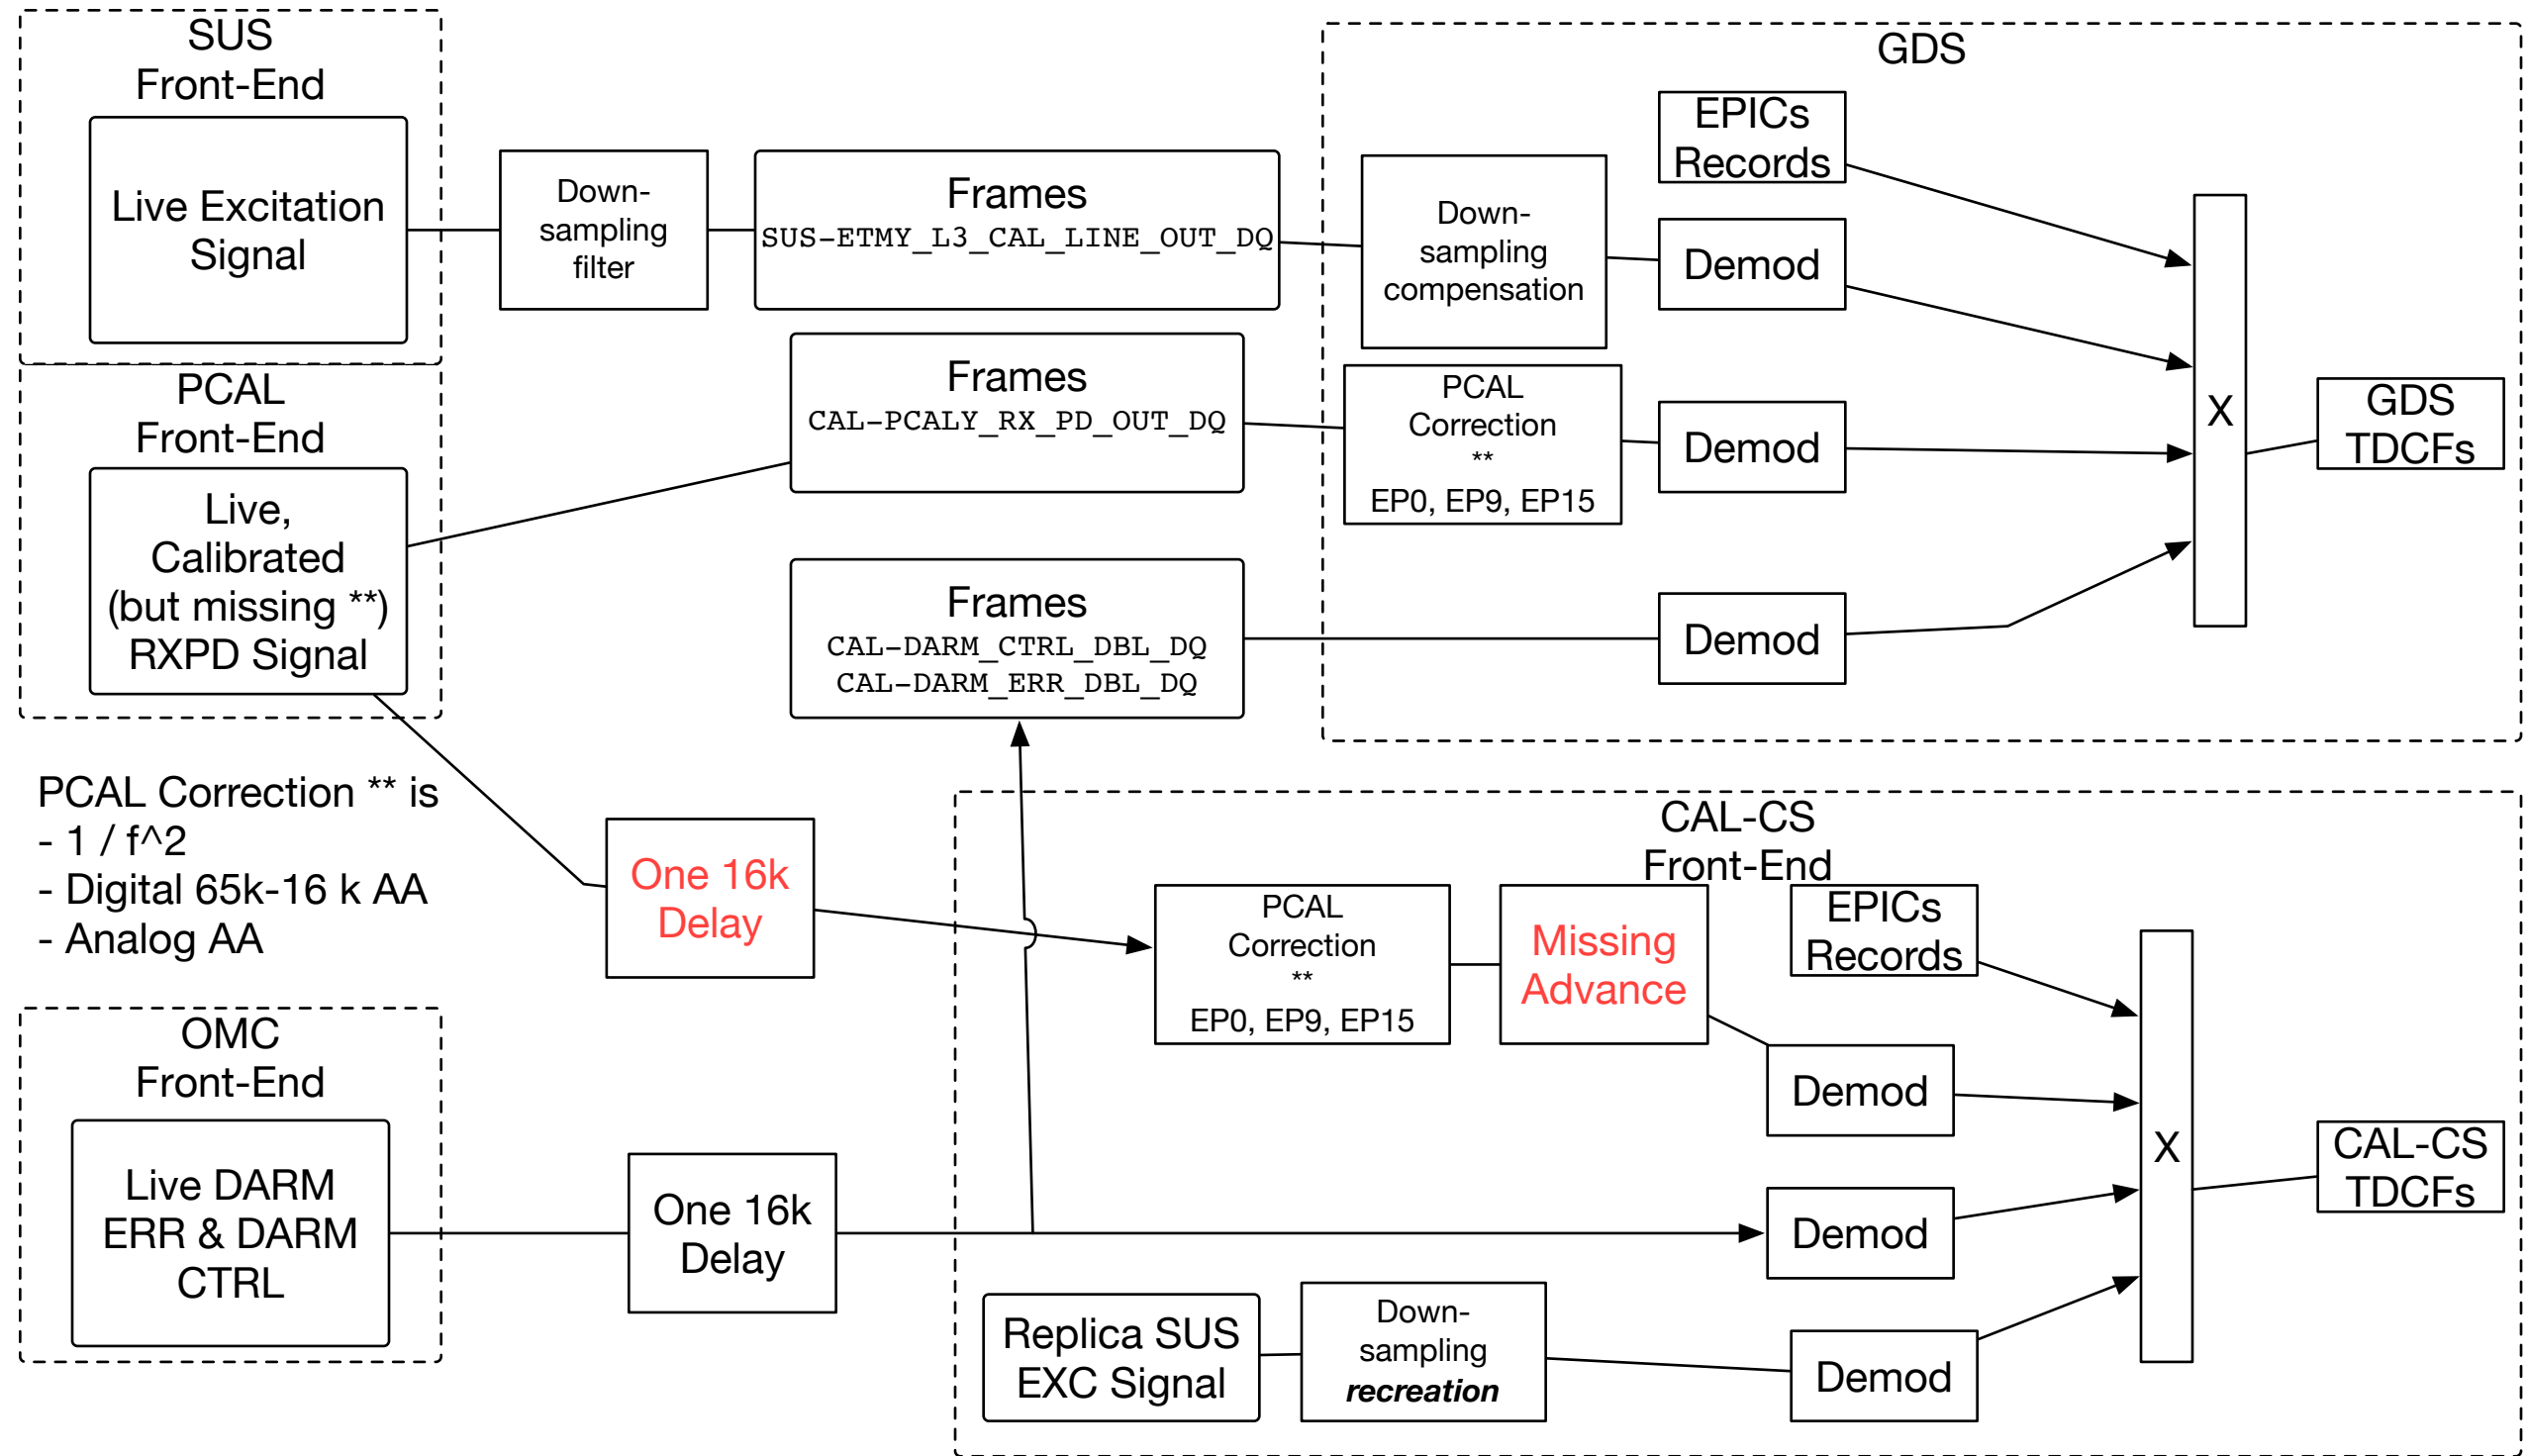 SUS
Front-End
Live Excitation
Signal
Down-
sampling
filter
Frames
SUS-ETMY_L3_CAL_LINE_OUT_DQ
GDS
Down-
sampling
compensation
EPICs
Records
Demod
PCAL
Front-End
Live,
Calibrated
(but missing **)
RXPD Signal
Frames
CAL-PCALY_RX_PD_OUT_DQ
PCAL
Correction
**
EP0, EP9, EP15
Demod
X
GDS
TDCFs
Frames
CAL-DARM_CTRL_DBL_DQ
CAL-DARM_ERR_DBL_DQ
Demod
PCAL Correction ** is
- 1 / f^2
- Digital 65k-16 k AA
- Analog AA
One 16k
Delay
CAL-CS
Front-End
PCAL
Correction
**
EP0, EP9, EP15
Missing
Advance
EPICs
Records
Demod
OMC
Front-End
Live DARM
ERR & DARM
CTRL
One 16k
Delay
Demod
X
CAL-CS
TDCFs
Replica SUS
EXC Signal
Down-
sampling
recreation
Demod